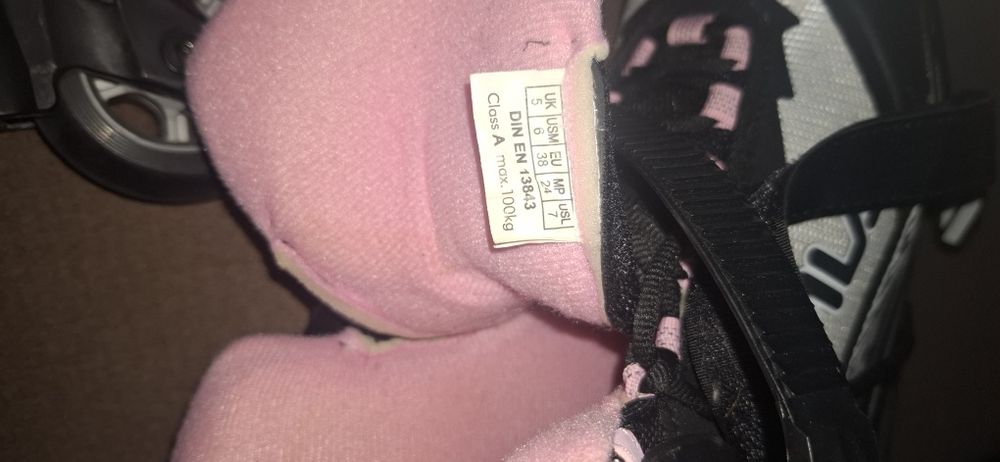 UK USM EU MP USL
5 6 38 24 7
DIN EN 13843
Class A max.100kg